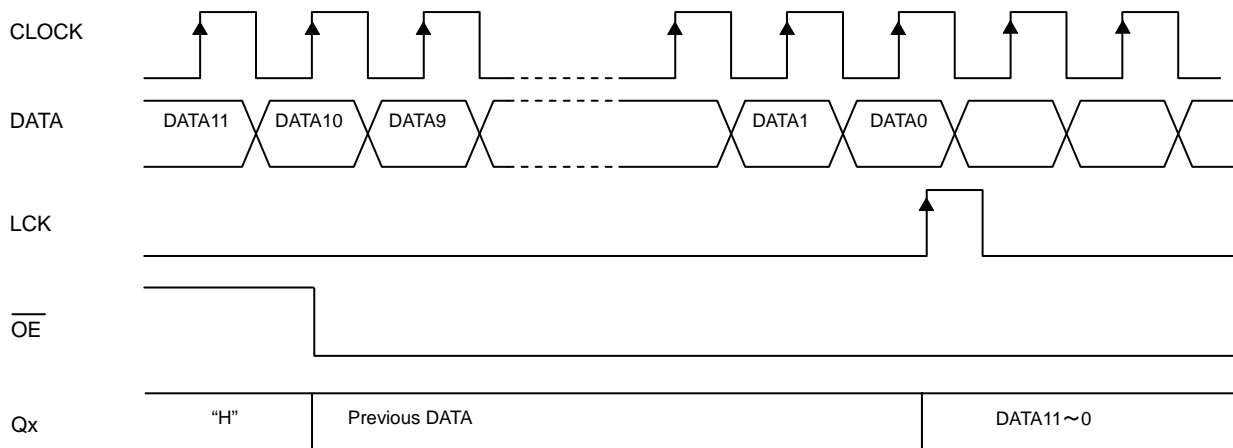 CLOCK
DATA
DATA11 DATA10 DATA9 DATA1 DATA0
LCK
OE
Qx
“H” Previous DATA DATA11～0